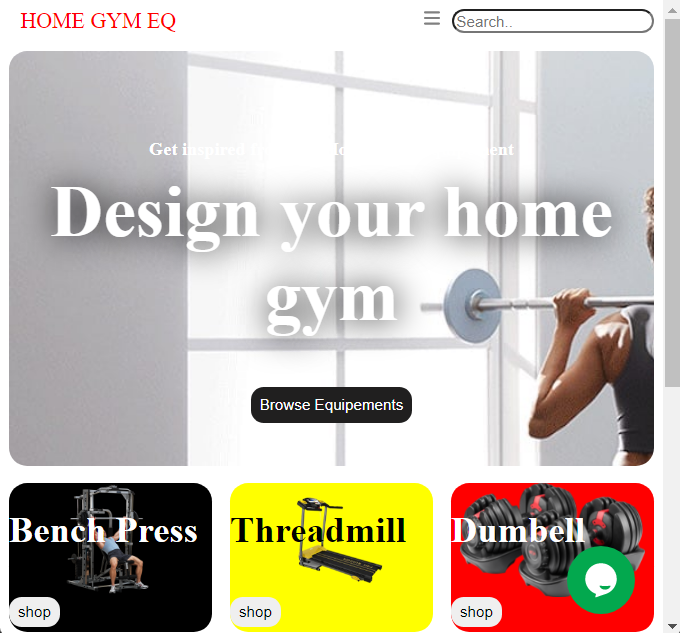 HOME GYM EQ
Search..
Get inspired
Design your home
gym
Browse Equipements
Bench Press
Threadmill
Dumbell
shop
shop
shop